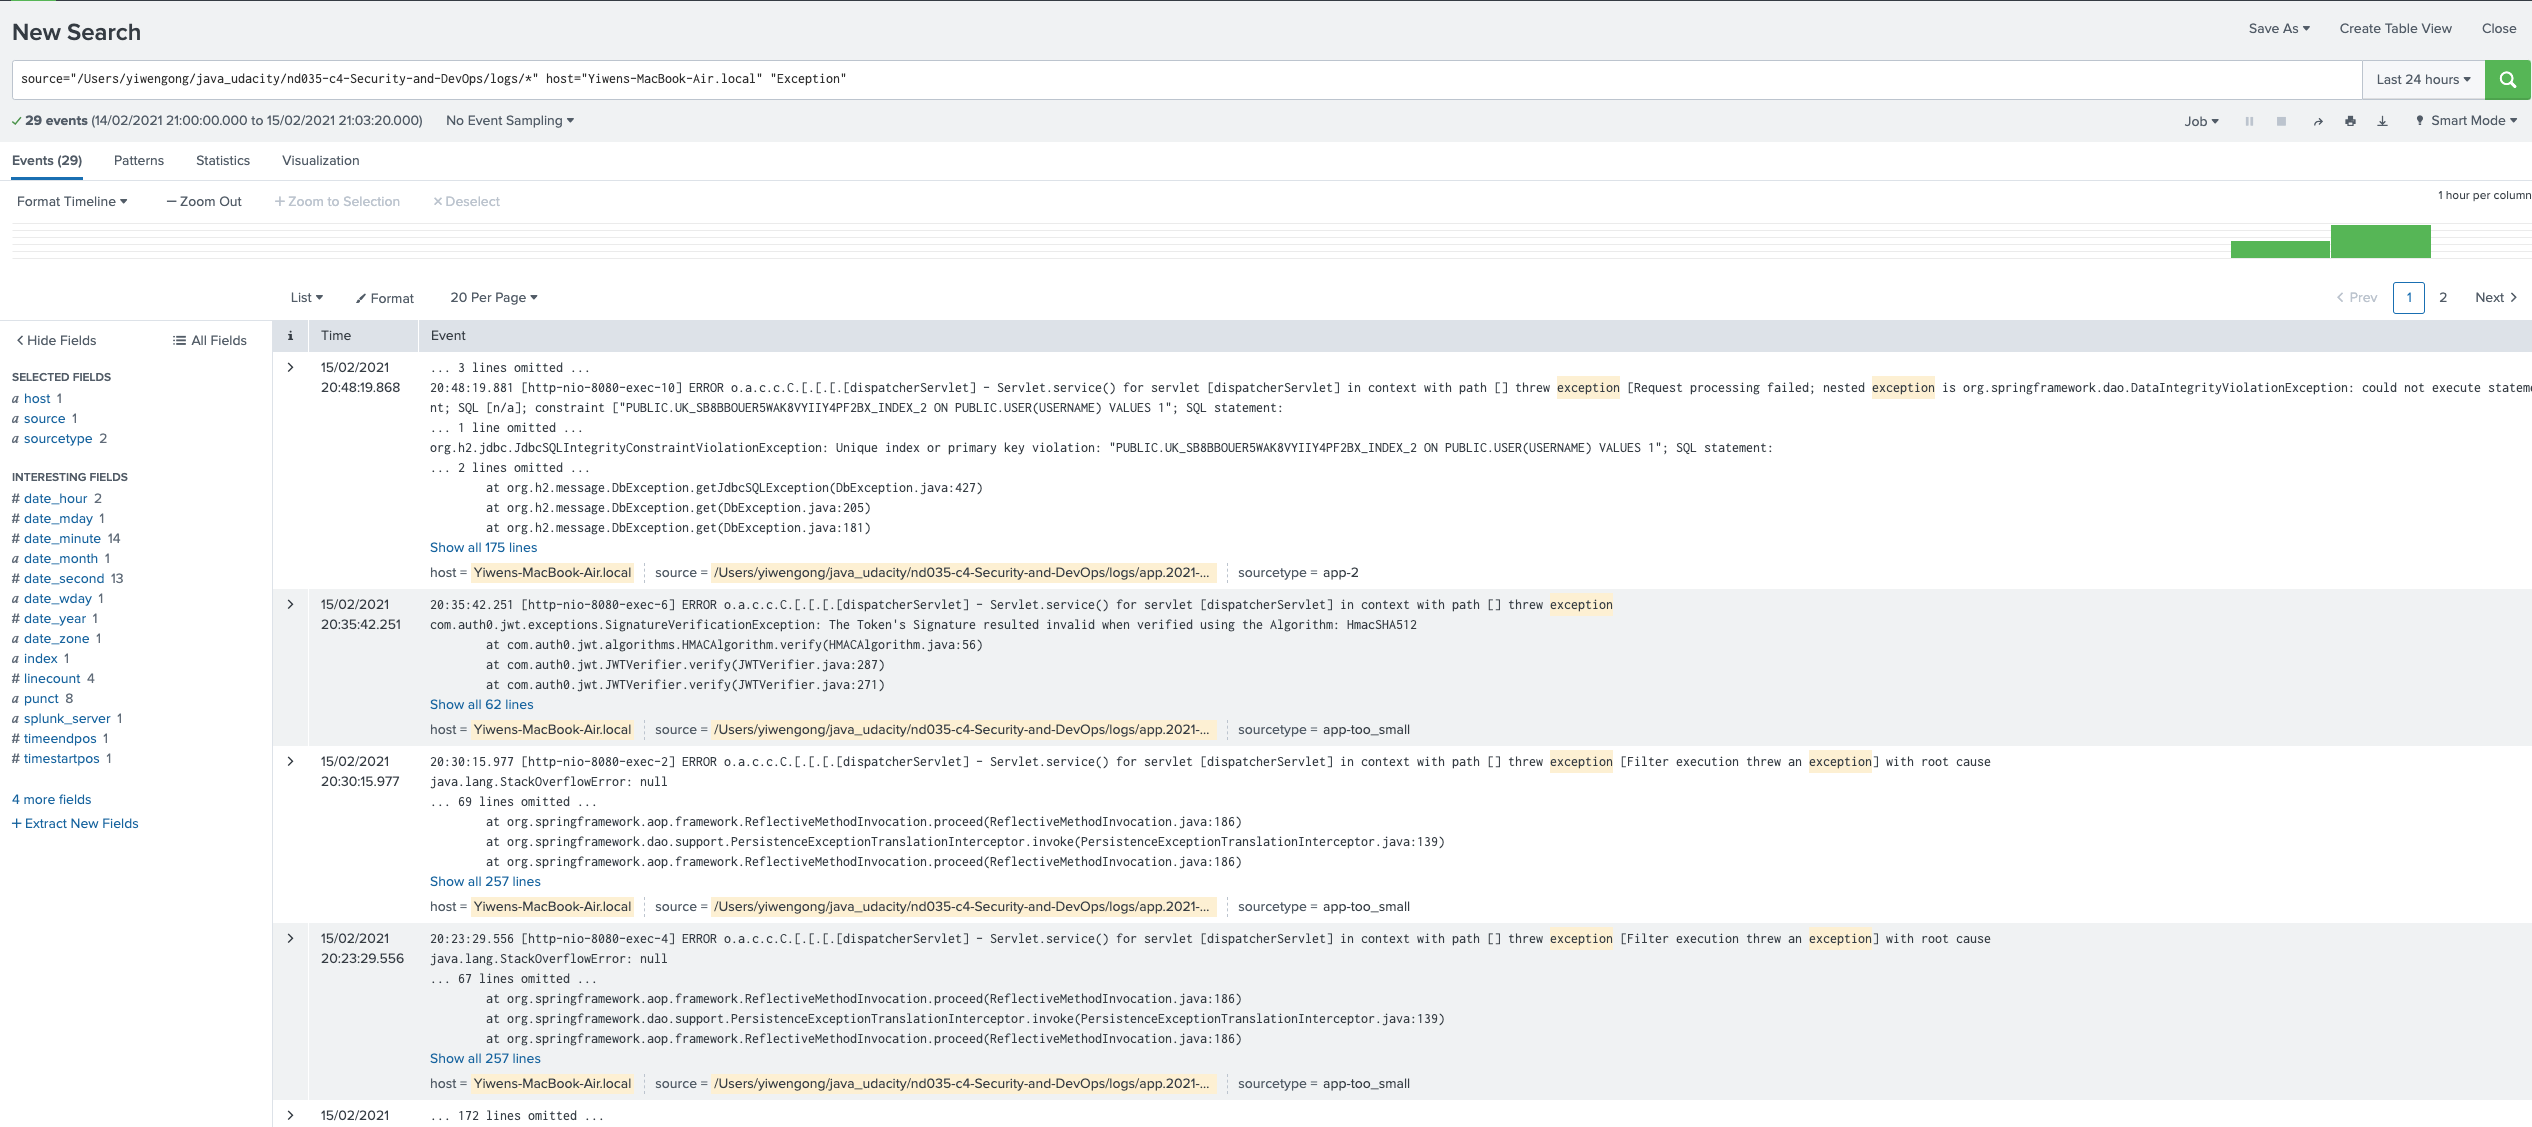 New Search
Save As
Create Table View
Close
source="/Users/yiwengong/java_udacity/nd035-c4-Security-and-DevOps/logs/*" host="Yiwens-MacBook-Air.local" "Exception"
Last 24 hours
29 events (14/02/2021 21:00:00.000 to 15/02/2021 21:03:20.000)
No Event Sampling
Job
Smart Mode
Events (29)
Patterns
Statistics
Visualization
Format Timeline
— Zoom Out
+ Zoom to Selection
× Deselect
1 hour per column
List
Format
20 Per Page
< Prev
1
2
Next >
< Hide Fields
All Fields
SELECTED FIELDS
a host 1
a source 1
a sourcetype 2
INTERESTING FIELDS
# date_hour 2
# date_mday 1
# date_minute 14
a date_month 1
# date_second 13
a date_wday 1
# date_year 1
a date_zone 1
a index 1
# linecount 4
a punct 8
a splunk_server 1
# timeendpos 1
# timestartpos 1
4 more fields
+ Extract New Fields
i
Time
Event
15/02/2021
20:48:19.868
... 3 lines omitted ...
20:48:19.881 [http-nio-8080-exec-10] ERROR o.a.c.c.C.[.[.[.[dispatcherServlet] - Servlet.service() for servlet [dispatcherServlet] in context with path [] threw exception [Request processing failed; nested exception is org.springframework.dao.DataIntegrityViolationException: could not execute stateme
nt; SQL [n/a]; constraint ["PUBLIC.UK_SB8BBOUER5WAK8VYIIY4PF2BX_INDEX_2 ON PUBLIC.USER(USERNAME) VALUES 1"; SQL statement:
... 1 line omitted ...
org.h2.jdbc.JdbcSQLIntegrityConstraintViolationException: Unique index or primary key violation: "PUBLIC.UK_SB8BBOUER5WAK8VYIIY4PF2BX_INDEX_2 ON PUBLIC.USER(USERNAME) VALUES 1"; SQL statement:
... 2 lines omitted ...
at org.h2.message.DbException.getJdbcSQLException(DbException.java:427)
at org.h2.message.DbException.get(DbException.java:205)
at org.h2.message.DbException.get(DbException.java:181)
Show all 175 lines
host = Yiwens-MacBook-Air.local source = /Users/yiwengong/java_udacity/nd035-c4-Security-and-DevOps/logs/app.2021-... sourcetype = app-2
15/02/2021
20:35:42.251
20:35:42.251 [http-nio-8080-exec-6] ERROR o.a.c.c.C.[.[.[.[dispatcherServlet] - Servlet.service() for servlet [dispatcherServlet] in context with path [] threw exception
com.auth0.jwt.exceptions.SignatureVerificationException: The Token's Signature resulted invalid when verified using the Algorithm: HmacSHA512
at com.auth0.jwt.algorithms.HMACAlgorithm.verify(HMACAlgorithm.java:56)
at com.auth0.jwt.JWTVerifier.verify(JWTVerifier.java:287)
at com.auth0.jwt.JWTVerifier.verify(JWTVerifier.java:271)
Show all 62 lines
host = Yiwens-MacBook-Air.local source = /Users/yiwengong/java_udacity/nd035-c4-Security-and-DevOps/logs/app.2021-... sourcetype = app-too_small
15/02/2021
20:30:15.977
20:30:15.977 [http-nio-8080-exec-2] ERROR o.a.c.c.C.[.[.[.[dispatcherServlet] - Servlet.service() for servlet [dispatcherServlet] in context with path [] threw exception [Filter execution threw an exception] with root cause
java.lang.StackOverflowError: null
... 69 lines omitted ...
at org.springframework.aop.framework.ReflectiveMethodInvocation.proceed(ReflectiveMethodInvocation.java:186)
at org.springframework.dao.support.PersistenceExceptionTranslationInterceptor.invoke(PersistenceExceptionTranslationInterceptor.java:139)
at org.springframework.aop.framework.ReflectiveMethodInvocation.proceed(ReflectiveMethodInvocation.java:186)
Show all 257 lines
host = Yiwens-MacBook-Air.local source = /Users/yiwengong/java_udacity/nd035-c4-Security-and-DevOps/logs/app.2021-... sourcetype = app-too_small
15/02/2021
20:23:29.556
20:23:29.556 [http-nio-8080-exec-4] ERROR o.a.c.c.C.[.[.[.[dispatcherServlet] - Servlet.service() for servlet [dispatcherServlet] in context with path [] threw exception [Filter execution threw an exception] with root cause
java.lang.StackOverflowError: null
... 67 lines omitted ...
at org.springframework.aop.framework.ReflectiveMethodInvocation.proceed(ReflectiveMethodInvocation.java:186)
at org.springframework.dao.support.PersistenceExceptionTranslationInterceptor.invoke(PersistenceExceptionTranslationInterceptor.java:139)
at org.springframework.aop.framework.ReflectiveMethodInvocation.proceed(ReflectiveMethodInvocation.java:186)
Show all 257 lines
host = Yiwens-MacBook-Air.local source = /Users/yiwengong/java_udacity/nd035-c4-Security-and-DevOps/logs/app.2021-... sourcetype = app-too_small
15/02/2021
... 172 lines omitted ...